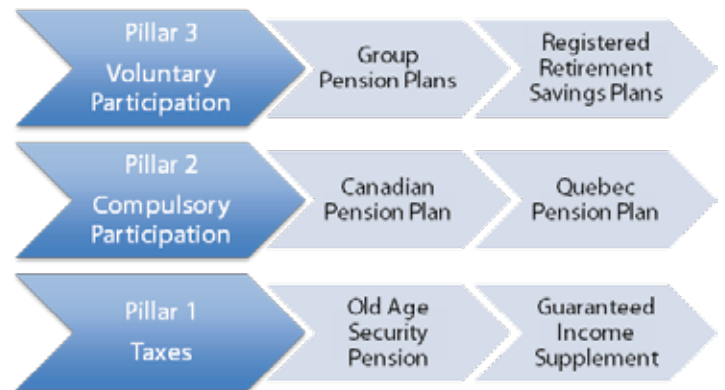 Pillar 3
Voluntary
Participation
Group
Pension Plans
Registered
Retirement
Savings Plans
Pillar 2
Compulsory
Participation
Canadian
Pension Plan
Quebec
Pension Plan
Pillar 1
Taxes
Old Age
Security
Pension
Guaranteed
Income
Supplement